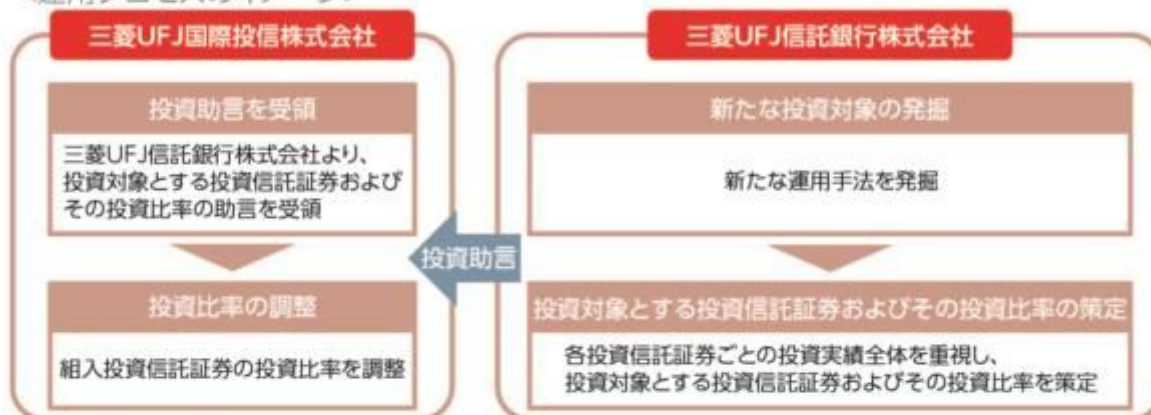 三菱UFJ国際投信株式会社
投資助言を受領
三菱UFJ信託銀行株式会社より、
投資対象とする投資信託証券および
その投資比率の助言を受領
投資比率の調整
組入投資信託証券の投資比率を調整
投資助言
三菱UFJ信託銀行株式会社
新たな投資対象の発掘
新たな運用手法を発掘
投資対象とする投資信託証券およびその投資比率の策定
各投資信託証券ごとの投資実績全体を重視し、
投資対象とする投資信託証券およびその投資比率を策定